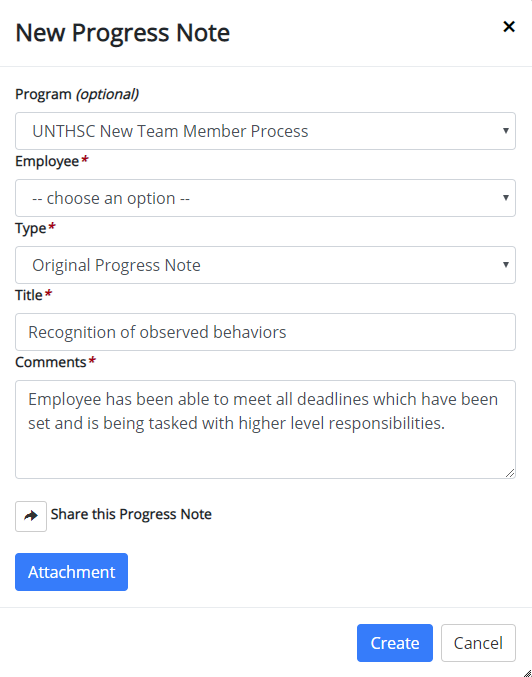 New Progress Note
×
Program (optional)
UNTHSC New Team Member Process
Employee*
-- choose an option --
Type*
Original Progress Note
Title*
Recognition of observed behaviors
Comments*
Employee has been able to meet all deadlines which have been
set and is being tasked with higher level responsibilities.
Share this Progress Note
Attachment
Create
Cancel